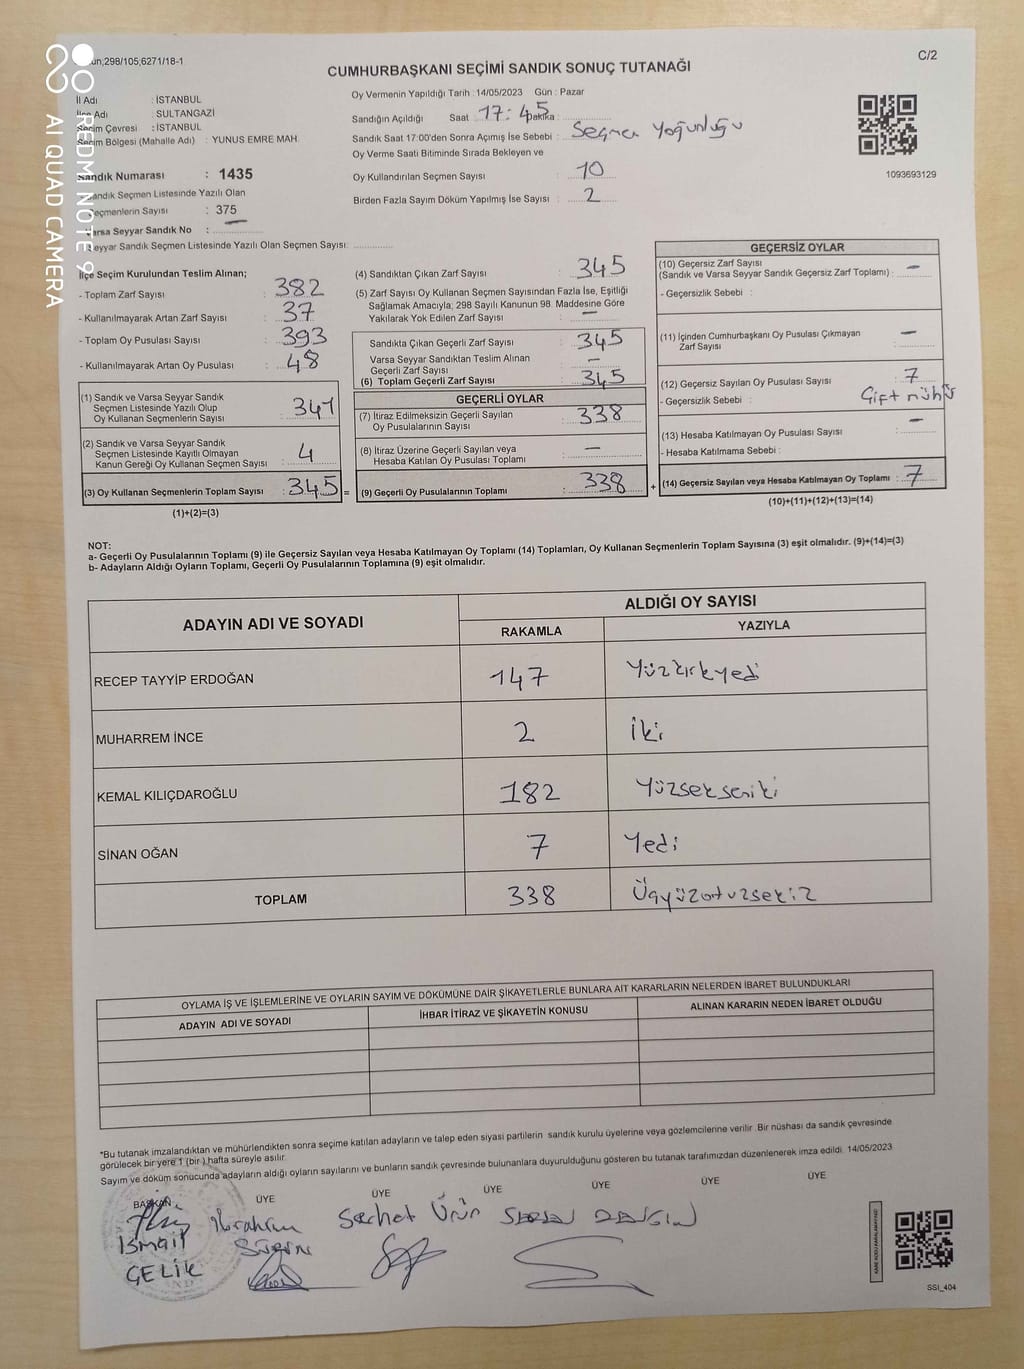 un,298/105;6271/18-1
C/2
CUMHURBAŞKANI SEÇİMİ SANDIK SONUÇ TUTANAĞI
İl Adı : İSTANBUL
İlçe Adı : SULTANGAZİ
Seçim Çevresi : İSTANBUL
Seçim Bölgesi (Mahalle Adı) : YUNUS EMRE MAH.
Sandık Numarası : 1435
Sandık Seçmen Listesinde Yazılı Olan
Seçmenlerin Sayısı : 375
Varsa Seyyar Sandık No : —
Seyyar Sandık Seçmen Listesinde Yazılı Olan Seçmen Sayısı:
Oy Vermenin Yapıldığı Tarih : 14/05/2023 Gün : Pazar
Sandığın Açıldığı Saat 17:45 Dakika
Sandık Saat 17:00'den Sonra Açımış İse Sebebi : Seçmen Yoğunluğu
Oy Verme Saati Bitiminde Sırada Bekleyen ve
Oy Kullandırılan Seçmen Sayısı : 10
Birden Fazla Sayım Döküm Yapılmış İse Sayısı : 2
1093693129
İlçe Seçim Kurulundan Teslim Alınan;
- Toplam Zarf Sayısı : 382
- Kullanılmayarak Artan Zarf Sayısı : 37
- Toplam Oy Pusulası Sayısı : 393
- Kullanılmayarak Artan Oy Pusulası : 48
(1) Sandık ve Varsa Seyyar Sandık
Seçmen Listesinde Yazılı Olup
Oy Kullanan Seçmenlerin Sayısı : 341
(2) Sandık ve Varsa Seyyar Sandık
Seçmen Listesinde Kayıtlı Olmayan
Kanun Gereği Oy Kullanan Seçmen Sayısı : 4
(3) Oy Kullanan Seçmenlerin Toplam Sayısı : 345 =
(1)+(2)=(3)
(4) Sandıktan Çıkan Zarf Sayısı : 345
(5) Zarf Sayısı Oy Kullanan Seçmen Sayısından Fazla İse, Eşitliği
Sağlamak Amacıyla; 298 Sayılı Kanunun 98. Maddesine Göre
Yakılarak Yok Edilen Zarf Sayısı : —
Sandıkta Çıkan Geçerli Zarf Sayısı : 345
Varsa Seyyar Sandıktan Teslim Alınan
Geçerli Zarf Sayısı : —
(6) Toplam Geçerli Zarf Sayısı : 345
GEÇERLİ OYLAR
(7) İtiraz Edilmeksizin Geçerli Sayılan
Oy Pusulalarının Sayısı : 338
(8) İtiraz Üzerine Geçerli Sayılan veya
Hesaba Katılan Oy Pusulası Toplamı : —
(9) Geçerli Oy Pusulalarının Toplamı : 338 +
GEÇERSİZ OYLAR
(10) Geçersiz Zarf Sayısı
(Sandık ve Varsa Seyyar Sandık Geçersiz Zarf Toplamı) : —
- Geçersizlik Sebebi :
(11) İçinden Cumhurbaşkanı Oy Pusulası Çıkmayan
Zarf Sayısı : —
(12) Geçersiz Sayılan Oy Pusulası Sayısı : 7
- Geçersizlik Sebebi : Çift mühür
(13) Hesaba Katılmayan Oy Pusulası Sayısı : —
- Hesaba Katılmama Sebebi :
(14) Geçersiz Sayılan veya Hesaba Katılmayan Oy Toplamı : 7
(10)+(11)+(12)+(13)=(14)
NOT:
a- Geçerli Oy Pusulalarının Toplamı (9) ile Geçersiz Sayılan veya Hesaba Katılmayan Oy Toplamı (14) Toplamları, Oy Kullanan Seçmenlerin Toplam Sayısına (3) eşit olmalıdır. (9)+(14)=(3)
b- Adayların Aldığı Oyların Toplamı, Geçerli Oy Pusulalarının Toplamına (9) eşit olmalıdır.
ADAYIN ADI VE SOYADI
ALDIĞI OY SAYISI
RAKAMLA YAZIYLA
RECEP TAYYİP ERDOĞAN 147 Yüzkırkyedi
MUHARREM İNCE 2 İki
KEMAL KILIÇDAROĞLU 182 Yüzsekseniki
SİNAN OĞAN 7 Yedi
TOPLAM 338 Üçyüzotuzsekiz
OYLAMA İŞ VE İŞLEMLERİNE VE OYLARIN SAYIM VE DÖKÜMÜNE DAİR ŞİKAYETLERLE BUNLARA AİT KARARLARIN NELERDEN İBARET BULUNDUKLARI
ADAYIN ADI VE SOYADI İHBAR İTİRAZ VE ŞİKAYETİN KONUSU ALINAN KARARIN NEDEN İBARET OLDUĞU
*Bu tutanak imzalandıktan ve mühürlendikten sonra seçime katılan adayların ve talep eden siyasi partilerin sandık kurulu üyelerine veya gözlemcilerine verilir. Bir nüshası da sandık çevresinde
görülecek bir yere 1 (bir ) hafta süreyle asılır.
Sayım ve döküm sonucunda adayların aldığı oyların sayılarını ve bunların sandık çevresinde bulunanlara duyurulduğunu gösteren bu tutanak tarafımızdan düzenlenerek imza edildi. 14/05/2023
BAŞKAN ÜYE ÜYE ÜYE ÜYE ÜYE ÜYE
İbrahim Serhat Ürün
İsmail
ÇELİK
SSI_404
REDMI NOTE 9
AI QUAD CAMERA